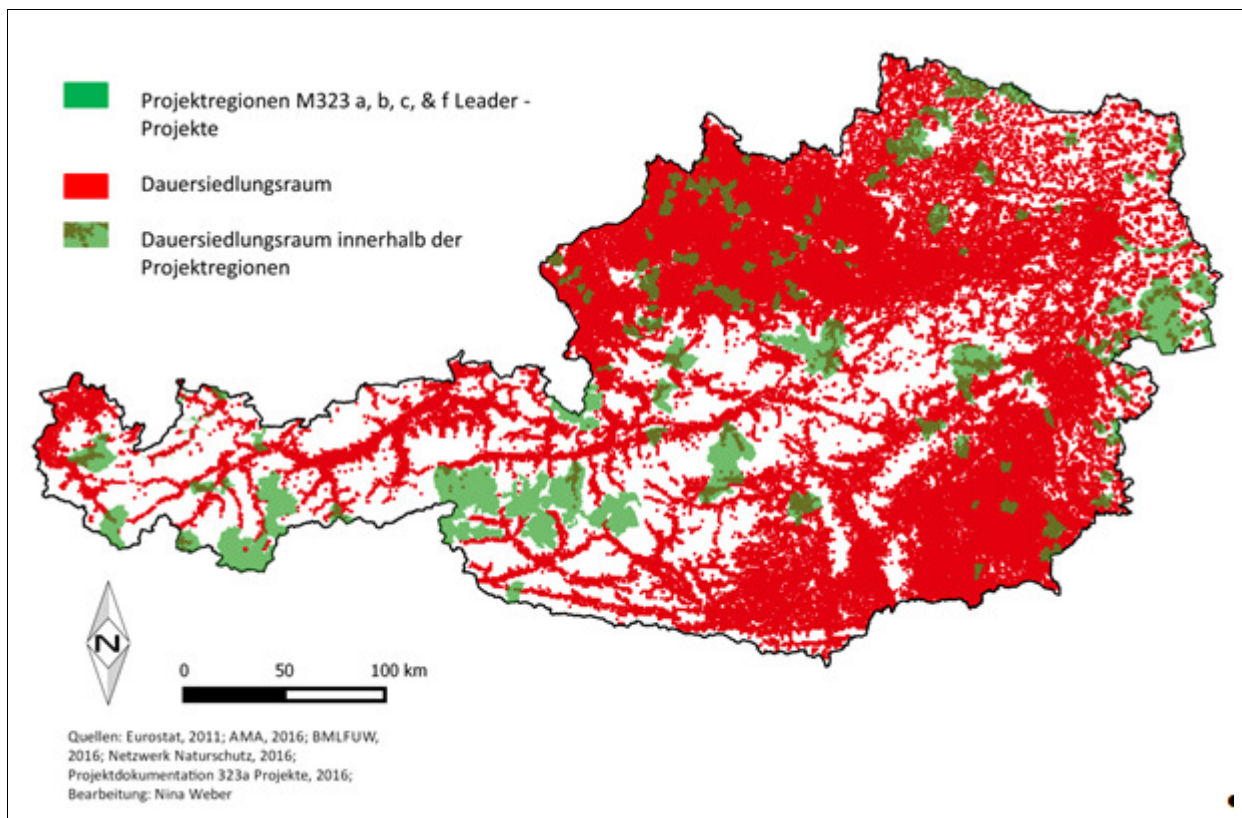 Projektregionen M323 a, b, c, & f Leader -
Projekte
Dauersiedlungsraum
Dauersiedlungsraum innerhalb der
Projektregionen
N
0 50 100 km
Quellen: Eurostat, 2011; AMA, 2016; BMLFUW,
2016; Netzwerk Naturschutz, 2016;
Projektdokumentation 323a Projekte, 2016;
Bearbeitung: Nina Weber